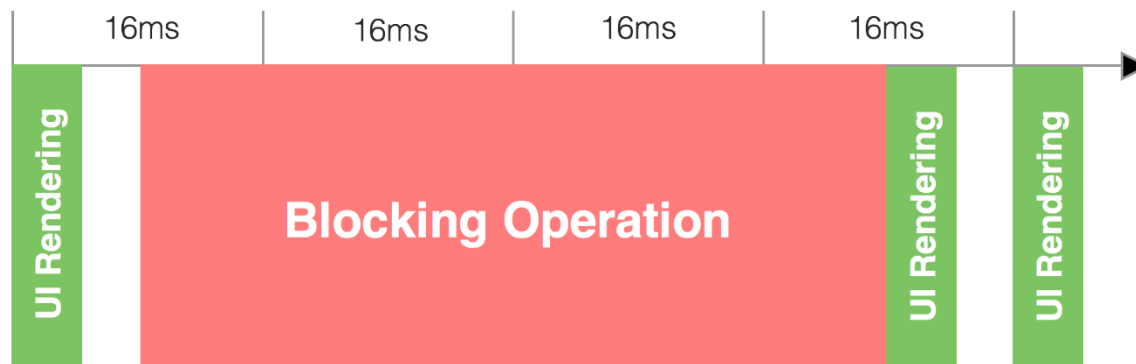 16ms 16ms 16ms 16ms
UI Rendering
Blocking Operation
UI Rendering
UI Rendering